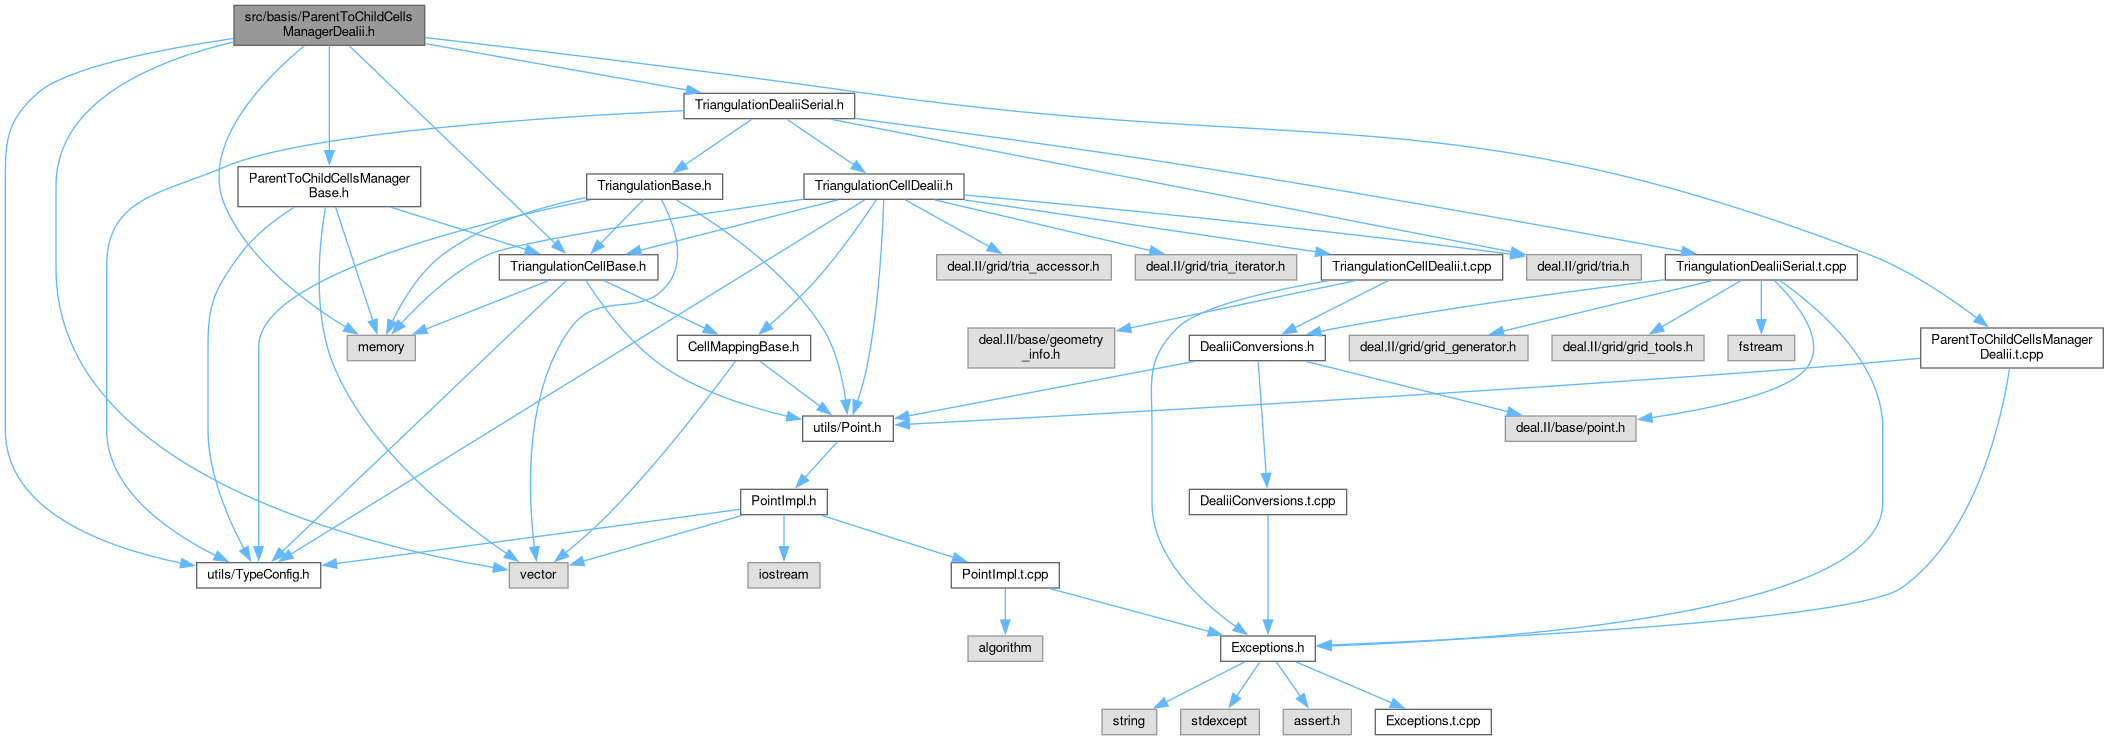 src/basis/ParentToChildCells
ManagerDealii.h
TriangulationDealiiSerial.h
ParentToChildCellsManager
Base.h
TriangulationBase.h
TriangulationCellDealii.h
TriangulationCellBase.h
deal.II/grid/tria_accessor.h
deal.II/grid/tria_iterator.h
TriangulationCellDealii.t.cpp
deal.II/grid/tria.h
TriangulationDealiiSerial.t.cpp
memory
CellMappingBase.h
deal.II/base/geometry
_info.h
DealiiConversions.h
deal.II/grid/grid_generator.h
deal.II/grid/grid_tools.h
fstream
ParentToChildCellsManager
Dealii.t.cpp
utils/Point.h
deal.II/base/point.h
PointImpl.h
DealiiConversions.t.cpp
utils/TypeConfig.h
vector
iostream
PointImpl.t.cpp
algorithm
Exceptions.h
string
stdexcept
assert.h
Exceptions.t.cpp